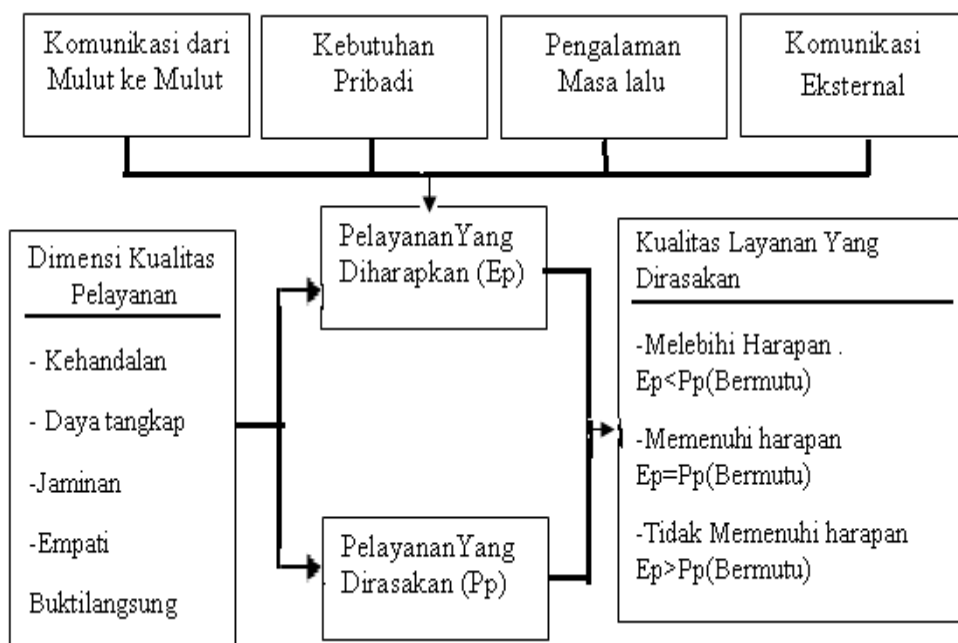 Komunikasi dari
Mulut ke Mulut
Kebutuhan
Pribadi
Pengalaman
Masa lalu
Komunikasi
Eksternal
Dimensi Kualitas
Pelayanan
- Kehandalan
- Daya tangkap
-Jaminan
-Empati
Buktilangsung
PelayananYang
Diharapkan (Ep)
PelayananYang
Dirasakan (Pp)
Kualitas Layanan Yang
Dirasakan
-Melebihi Harapan .
Ep<Pp(Bermutu)
-Memenuhi harapan
Ep=Pp(Bermutu)
-Tidak Memenuhi harapan
Ep>Pp(Bermutu)